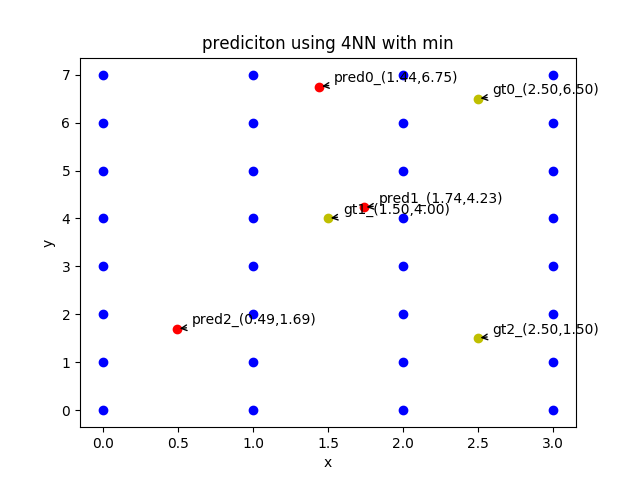 prediciton using 4NN with min
7
pred0_(1.44,6.75)
gt0_(2.50,6.50)
6
5
pred1_(1.74,4.23)
gt1_(1.50,4.00)
4
y
3
2
pred2_(0.49,1.69)
gt2_(2.50,1.50)
1
0
0.0 0.5 1.0 1.5 2.0 2.5 3.0
x